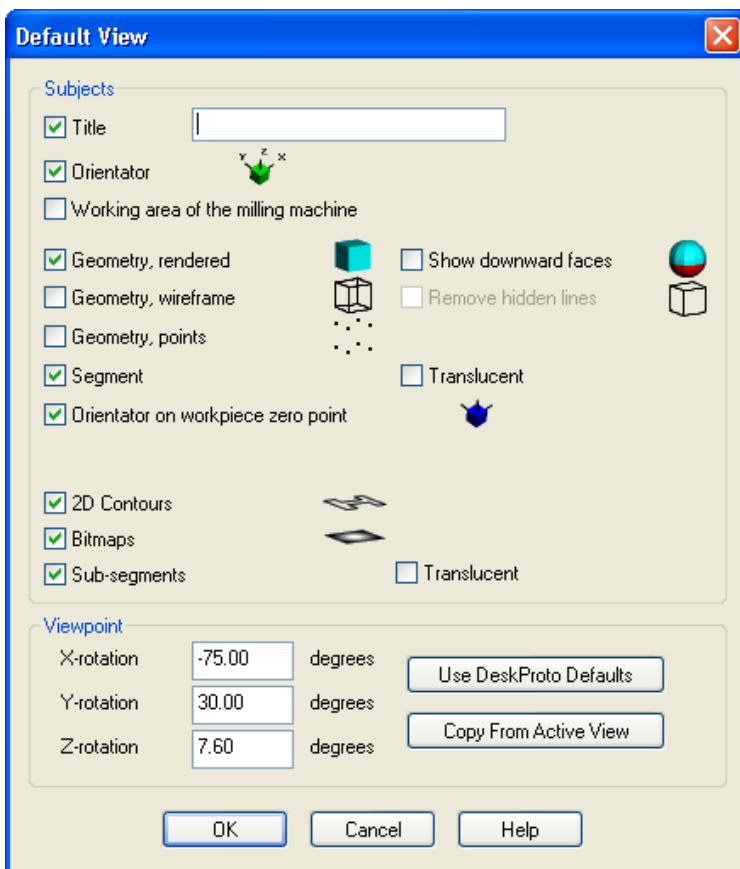 Default View
Subjects
Title
Y Z X
Orientator
Working area of the milling machine
Geometry, rendered Show downward faces
Geometry, wireframe Remove hidden lines
Geometry, points
Segment Translucent
Orientator on workpiece zero point
2D Contours
Bitmaps
Sub-segments Translucent
Viewpoint
X-rotation -75.00 degrees
Use DeskProto Defaults
Y-rotation 30.00 degrees
Copy From Active View
Z-rotation 7.60 degrees
OK Cancel Help